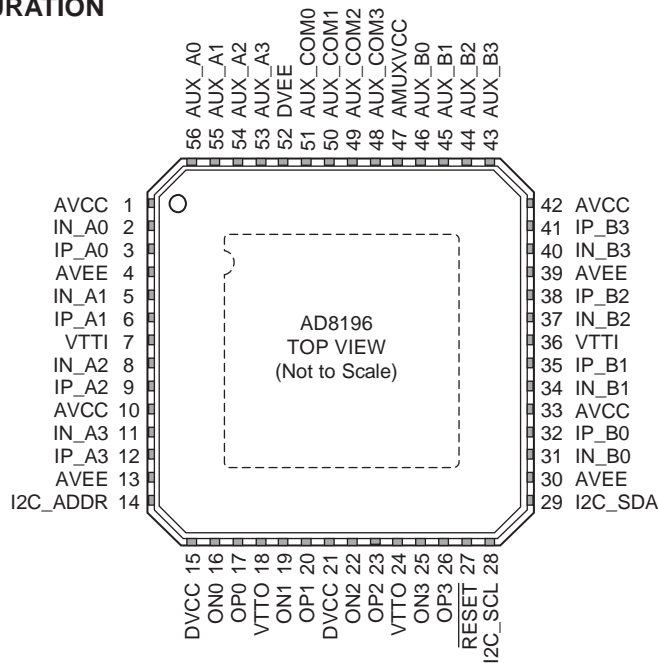 URATION
56 AUX_A0
55 AUX_A1
54 AUX_A2
53 AUX_A3
52 DVEE
51 AUX_COM0
50 AUX_COM1
49 AUX_COM2
48 AUX_COM3
47 AMUXVCC
46 AUX_B0
45 AUX_B1
44 AUX_B2
43 AUX_B3
AVCC 1
IN_A0 2
IP_A0 3
AVEE 4
IN_A1 5
IP_A1 6
VTTI 7
IN_A2 8
IP_A2 9
AVCC 10
IN_A3 11
IP_A3 12
AVEE 13
I2C_ADDR 14
AD8196
TOP VIEW
(Not to Scale)
42 AVCC
41 IP_B3
40 IN_B3
39 AVEE
38 IP_B2
37 IN_B2
36 VTTI
35 IP_B1
34 IN_B1
33 AVCC
32 IP_B0
31 IN_B0
30 AVEE
29 I2C_SDA
DVCC 15
ON0 16
OP0 17
VTTO 18
ON1 19
OP1 20
DVCC 21
ON2 22
OP2 23
VTTO 24
ON3 25
OP3 26
RESET 27
I2C_SCL 28